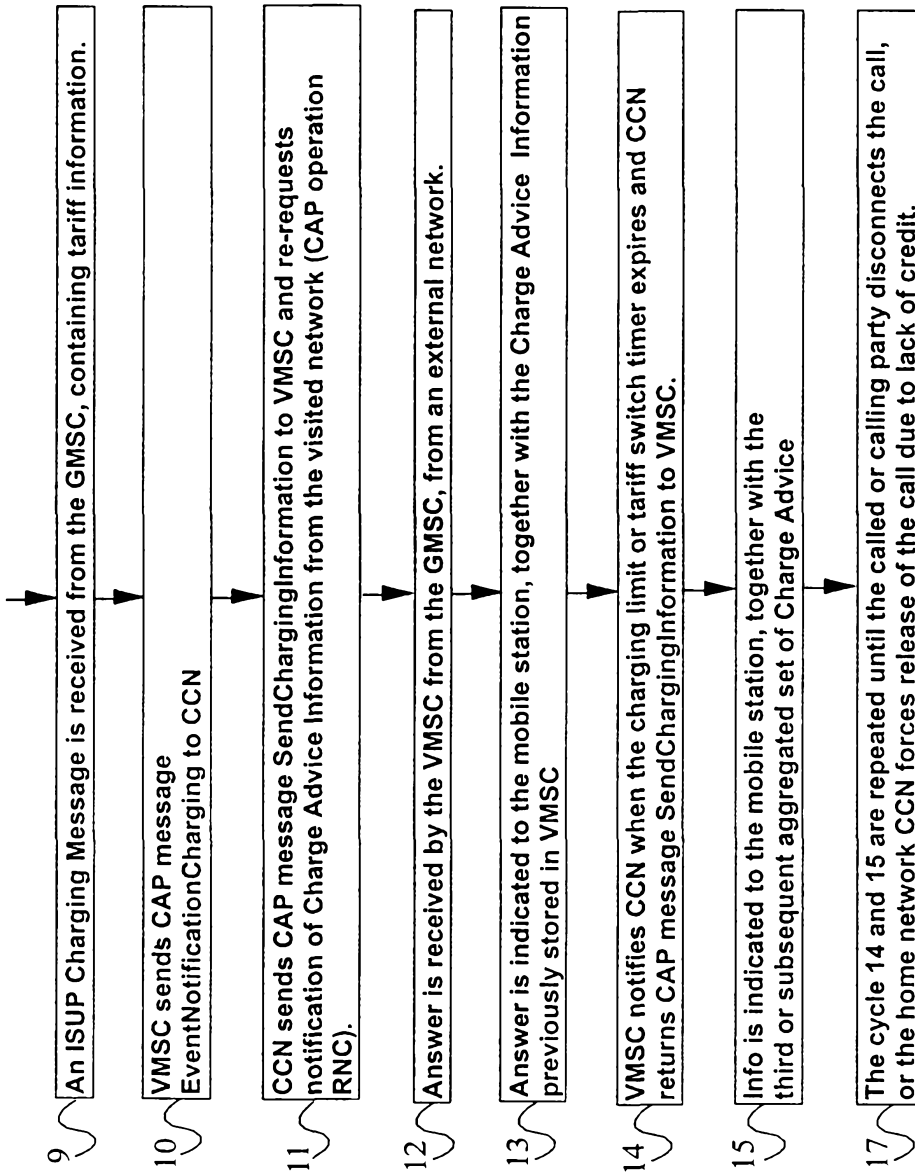 9
An ISUP Charging Message is received from the GMSC, containing tariff information.
10
VMSC sends CAP message
EventNotificationCharging to CCN
11
CCN sends CAP message SendChargingInformation to VMSC and re-requests
notification of Charge Advice Information from the visited network (CAP operation
RNC).
12
Answer is received by the VMSC from the GMSC, from an external network.
13
Answer is indicated to the mobile station, together with the Charge Advice Information
previously stored in VMSC
14
VMSC notifies CCN when the charging limit or tariff switch timer expires and CCN
returns CAP message SendChargingInformation to VMSC.
15
Info is indicated to the mobile station, together with the
third or subsequent aggregated set of Charge Advice
17
The cycle 14 and 15 are repeated until the called or calling party disconnects the call,
or the home network CCN forces release of the call due to lack of credit.